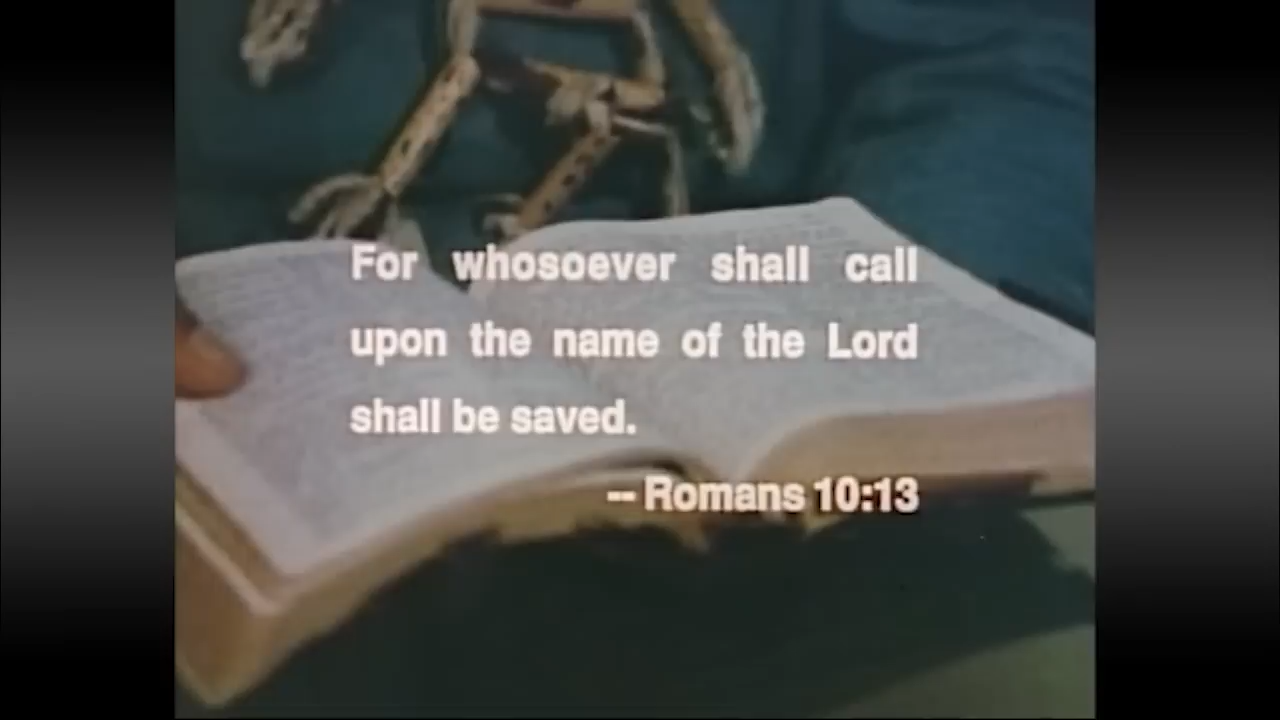 For whosoever shall call
upon the name of the Lord
shall be saved.
-- Romans 10:13